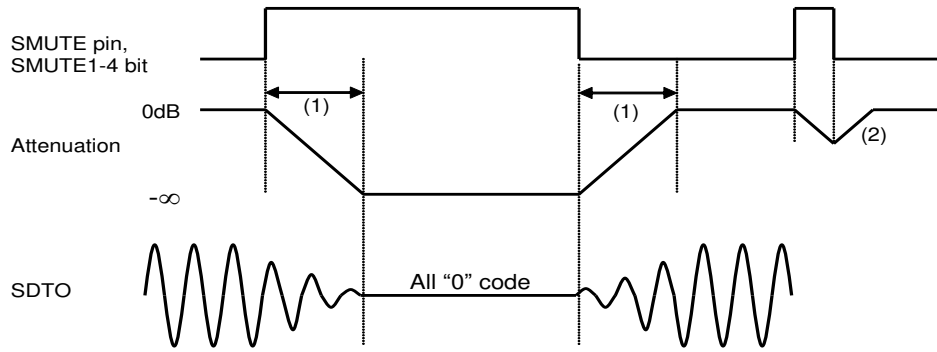 SMUTE pin,
SMUTE1-4 bit
(1)
(1)
0dB
(2)
Attenuation
-∞
All “0” code
SDTO